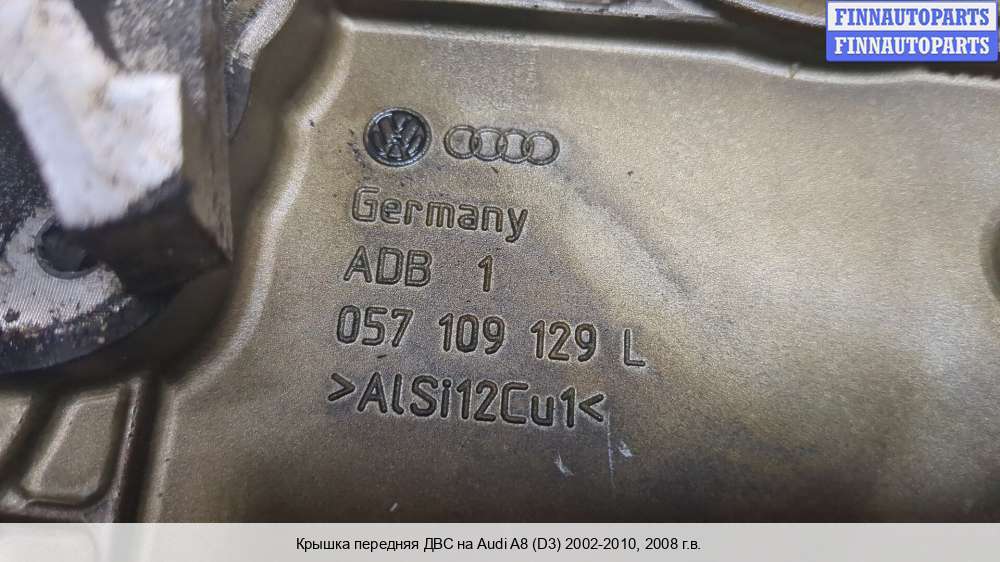 FINNAUTOPARTS
FINNAUTOPARTS
VW
Germany
ADB 1
057 109 129 L
>AlSi12Cu1<
Крышка передняя ДВС на Audi A8 (D3) 2002-2010, 2008 г.в.